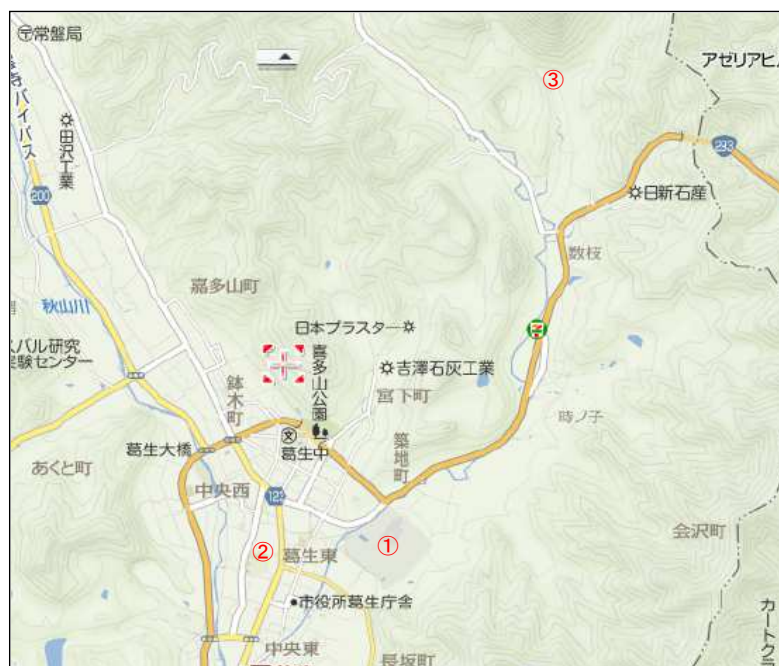 〒常盤局
アゼリアヒル
③
バイパス
田沢工業
293
日新石産
200
数枝
嘉多山町
秋山川
日本プラスター
バル研究
験センター
喜多山公園
吉澤石灰工業
鉢木町
宮下町
時ノ子
葛生大橋
文
葛生中
築地町
あくと町
中央西
123
会沢町
①
②
葛生東
市役所葛生庁舎
カートク
中央東
長坂町